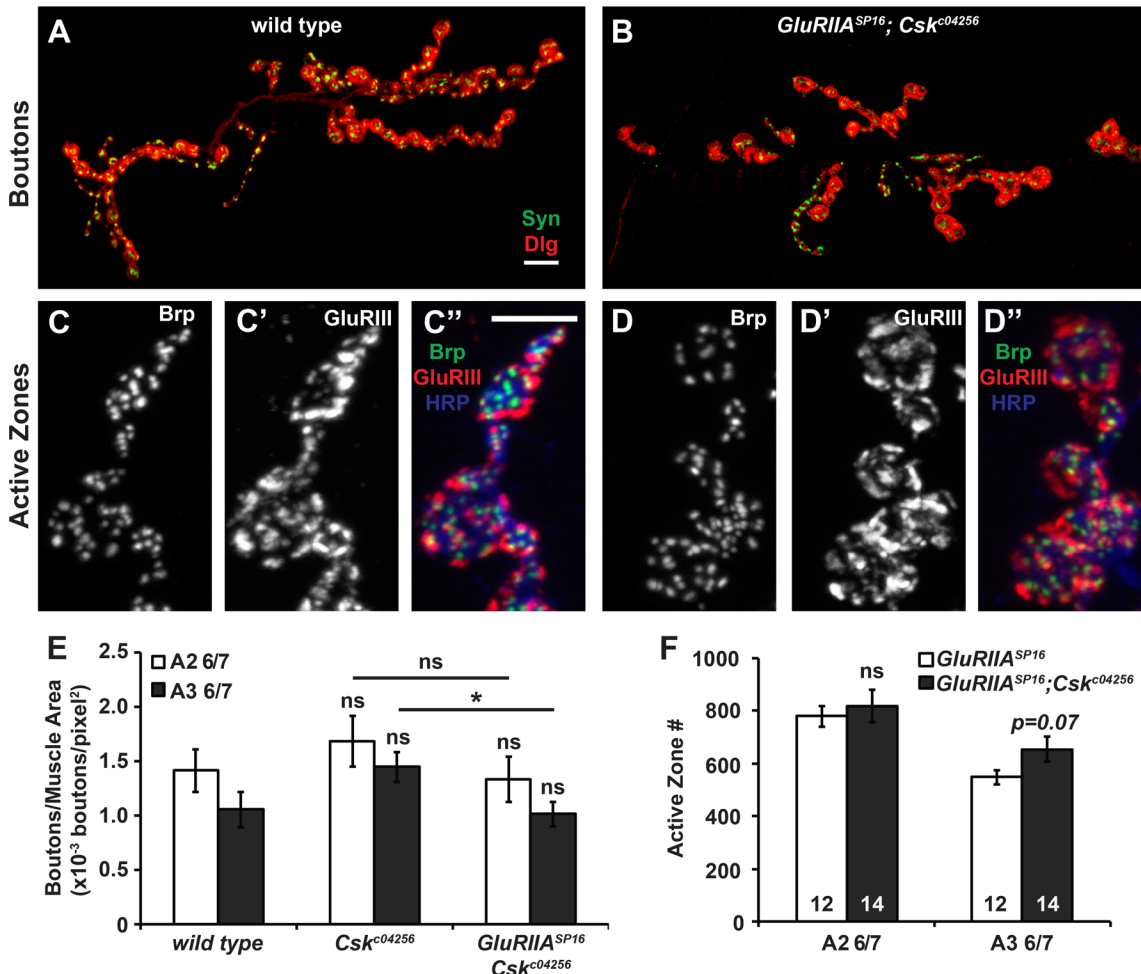 A
wild type
B
GluRIIA^SP16; Csk^c04256
Boutons
Syn
Dlg
C
Brp
C'
GluRIII
C''
Brp
GluRIII
HRP
D
Brp
D'
GluRIII
D''
Brp
GluRIII
HRP
Active Zones
E
A2 6/7
A3 6/7
Boutons/Muscle Area
(x10^-3 boutons/pixel^2)
2.5
2.0
1.5
1.0
0.5
0
ns
*
ns
ns
ns
ns
wild type
Csk^c04256
GluRIIA^SP16
Csk^c04256
F
GluRIIA^SP16
GluRIIA^SP16;Csk^c04256
Active Zone #
1000
800
600
400
200
0
ns
p=0.07
12
14
12
14
A2 6/7
A3 6/7